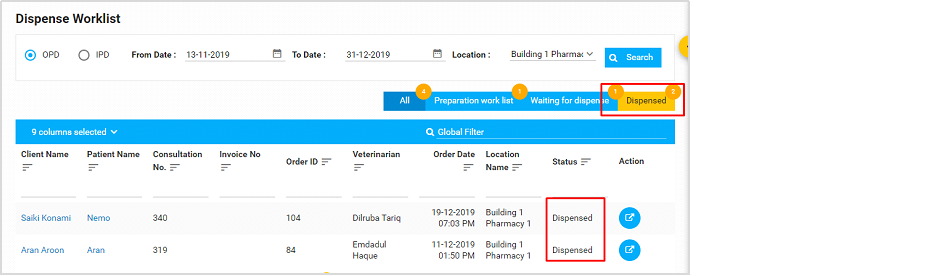 Dispense Worklist
OPD IPD From Date : 13-11-2019 To Date : 31-12-2019 Location : Building 1 Pharmac Search
4 1 1 2
All Preparation work list Waiting for dispense Dispensed
9 columns selected Global Filter
Client Name Patient Name Consultation No. Invoice No Order ID Veterinarian Order Date Location Name Status Action
Saiki Konami Nemo 340 104 Dilruba Tariq 19-12-2019 07:03 PM Building 1 Pharmacy 1 Dispensed
Aran Aroon Aran 319 84 Emdadul Haque 11-12-2019 01:50 PM Building 1 Pharmacy 1 Dispensed